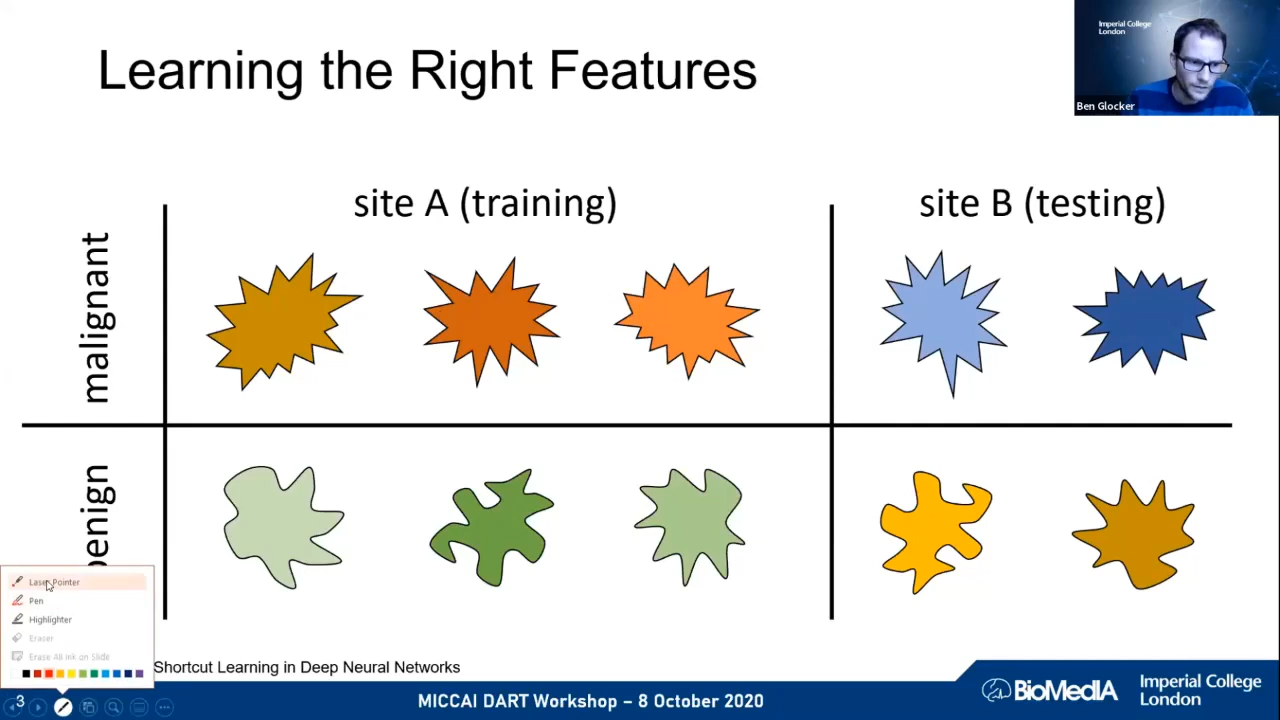 Learning the Right Features
Imperial College
London
Ben Glocker
site A (training)
site B (testing)
malignant
benign
Laser Pointer
Pen
Highlighter
Eraser
Erase All Ink on Slide
Shortcut Learning in Deep Neural Networks
3
MICCAI DART Workshop – 8 October 2020
BioMedIA
Imperial College
London